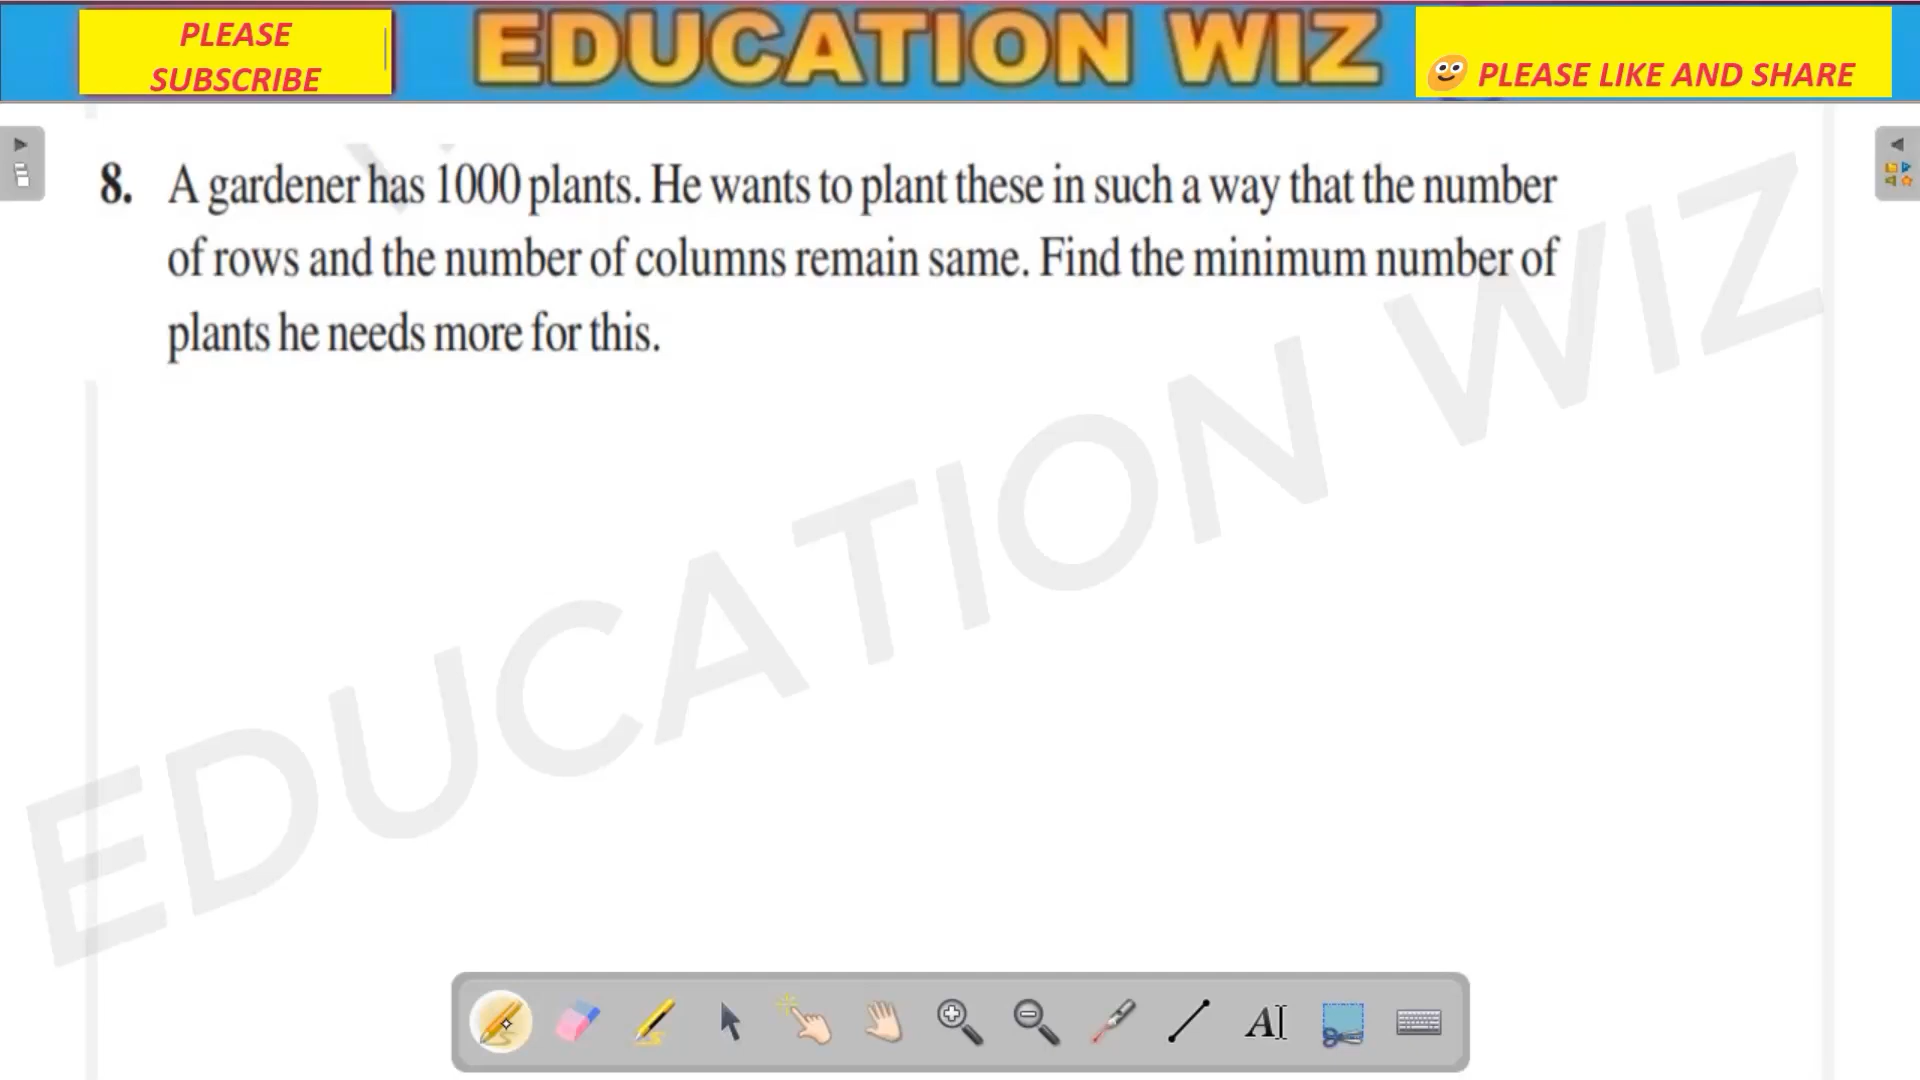 PLEASE
SUBSCRIBE
EDUCATION WIZ
PLEASE LIKE AND SHARE
8. A gardener has 1000 plants. He wants to plant these in such a way that the number
of rows and the number of columns remain same. Find the minimum number of
plants he needs more for this.
EDUCATION WIZ
AI